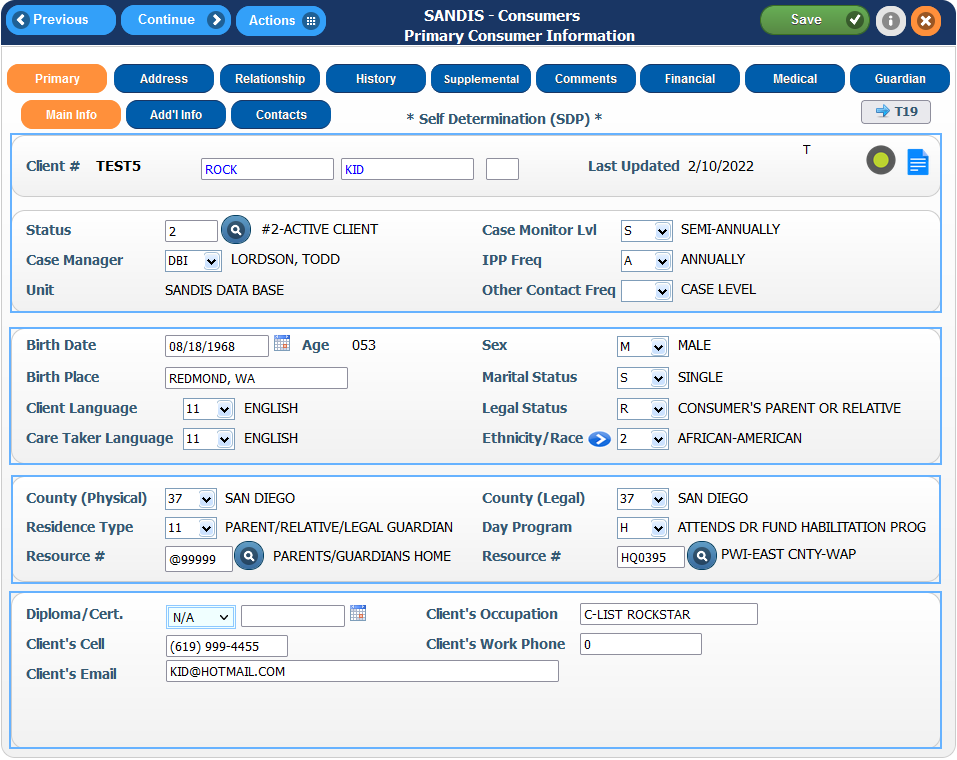 Previous Continue Actions SANDIS - Consumers Save
Primary Consumer Information
Primary Address Relationship History Supplemental Comments Financial Medical Guardian
Main Info Add'l Info Contacts * Self Determination (SDP) * T19
Client # TEST5 ROCK KID Last Updated 2/10/2022 T
Status 2 #2-ACTIVE CLIENT Case Monitor Lvl S SEMI-ANNUALLY
Case Manager DBI LORDSON, TODD IPP Freq A ANNUALLY
Unit SANDIS DATA BASE Other Contact Freq CASE LEVEL
Birth Date 08/18/1968 Age 053 Sex M MALE
Birth Place REDMOND, WA Marital Status S SINGLE
Client Language 11 ENGLISH Legal Status R CONSUMER'S PARENT OR RELATIVE
Care Taker Language 11 ENGLISH Ethnicity/Race 2 AFRICAN-AMERICAN
County (Physical) 37 SAN DIEGO County (Legal) 37 SAN DIEGO
Residence Type 11 PARENT/RELATIVE/LEGAL GUARDIAN Day Program H ATTENDS DR FUND HABILITATION PROG
Resource # @99999 PARENTS/GUARDIANS HOME Resource # HQ0395 PWI-EAST CNTY-WAP
Diploma/Cert. N/A Client's Occupation C-LIST ROCKSTAR
Client's Cell (619) 999-4455 Client's Work Phone 0
Client's Email KID@HOTMAIL.COM